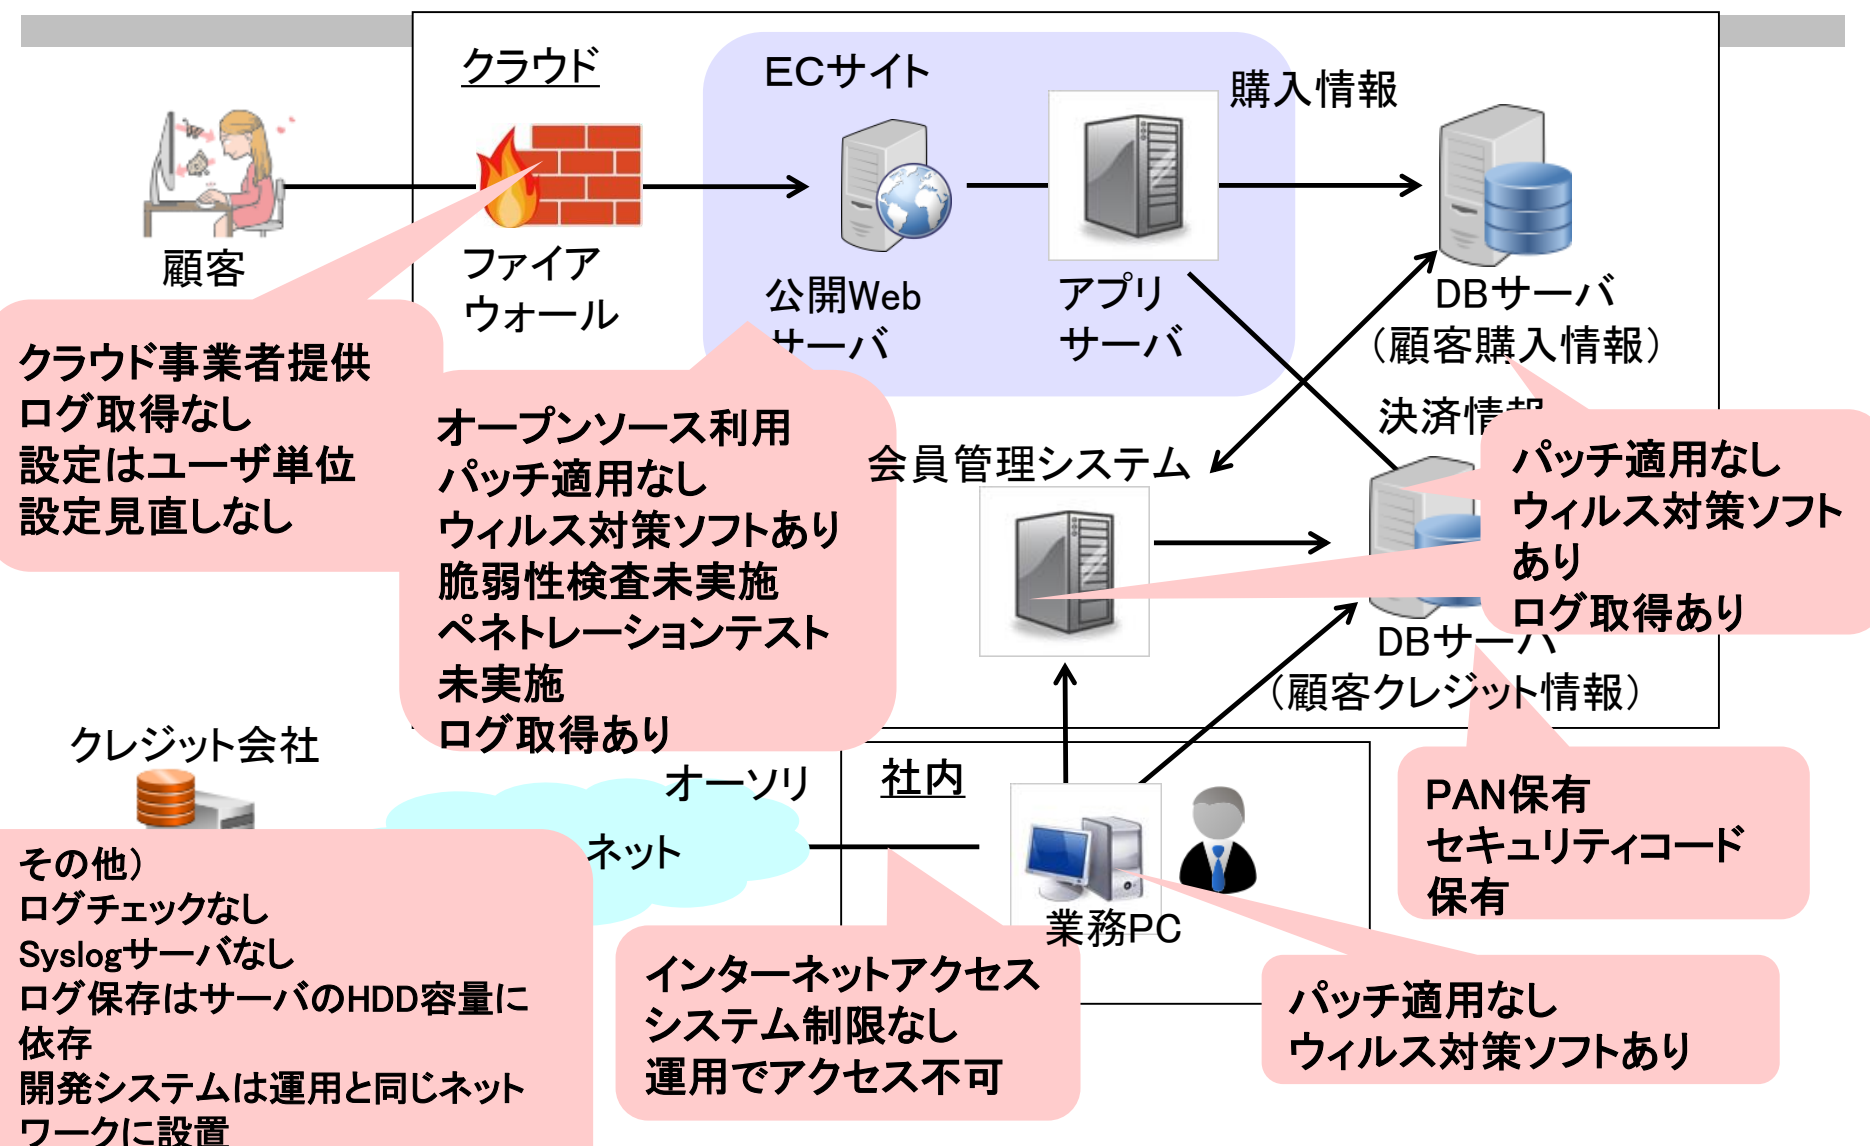 クラウド
ECサイト
購入情報
顧客
ファイア
ウォール
公開Web
サーバ
アプリ
サーバ
DBサーバ
（顧客購入情報）
決済情報
会員管理システム
DBサーバ
（顧客クレジット情報）
クラウド事業者提供
ログ取得なし
設定はユーザ単位
設定見直しなし
オープンソース利用
パッチ適用なし
ウィルス対策ソフトあり
脆弱性検査未実施
ペネトレーションテスト
未実施
ログ取得あり
パッチ適用なし
ウィルス対策ソフト
あり
ログ取得あり
クレジット会社
オーソリ
ネット
社内
業務PC
PAN保有
セキュリティコード
保有
その他）
ログチェックなし
Syslogサーバなし
ログ保存はサーバのHDD容量に
依存
開発システムは運用と同じネット
ワークに設置
インターネットアクセス
システム制限なし
運用でアクセス不可
パッチ適用なし
ウィルス対策ソフトあり